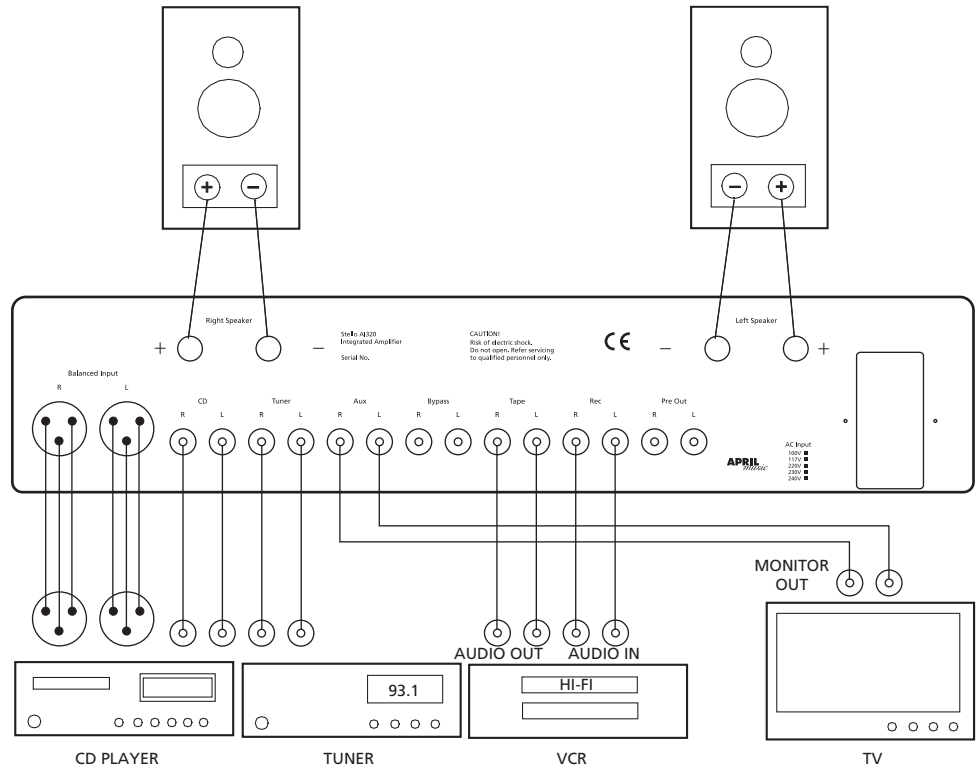 + −
− +
Right Speaker
Left Speaker
+ −
Stello AI320
Integrated Amplifier
Serial No.
CAUTION!
Risk of electric shock.
Do not open. Refer servicing
to qualified personnel only.
CE
− +
Balanced Input
R L
CD Tuner Aux Bypass Tape Rec Pre Out
R L R L R L R L R L R L R L
APRIL
music
AC Input
100V
117V
220V
230V
240V
MONITOR
OUT
AUDIO OUT AUDIO IN
93.1
HI-FI
CD PLAYER TUNER VCR TV